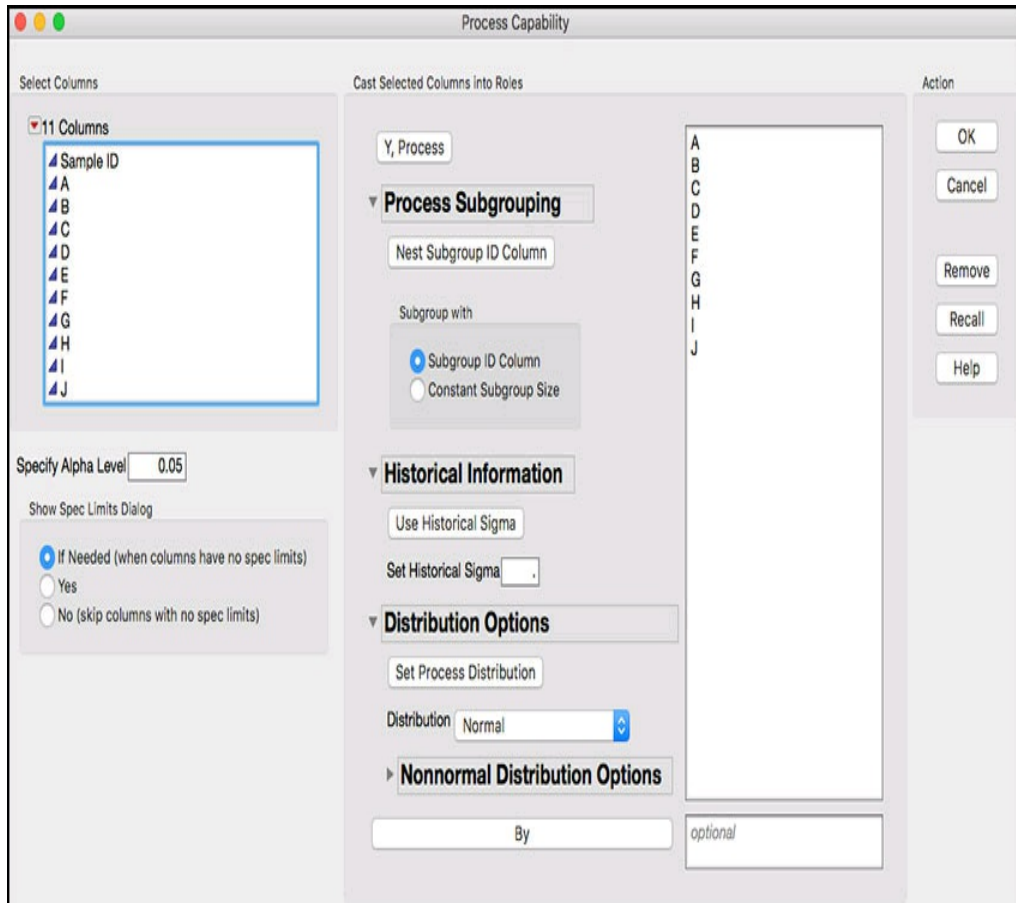 Process Capability
Select Columns
11 Columns
Sample ID
A
B
C
D
E
F
G
H
I
J
Specify Alpha Level 0.05
Show Spec Limits Dialog
If Needed (when columns have no spec limits)
Yes
No (skip columns with no spec limits)
Cast Selected Columns into Roles
Y, Process
Process Subgrouping
Nest Subgroup ID Column
Subgroup with
Subgroup ID Column
Constant Subgroup Size
Historical Information
Use Historical Sigma
Set Historical Sigma .
Distribution Options
Set Process Distribution
Distribution Normal
Nonnormal Distribution Options
By
A
B
C
D
E
F
G
H
I
J
optional
Action
OK
Cancel
Remove
Recall
Help